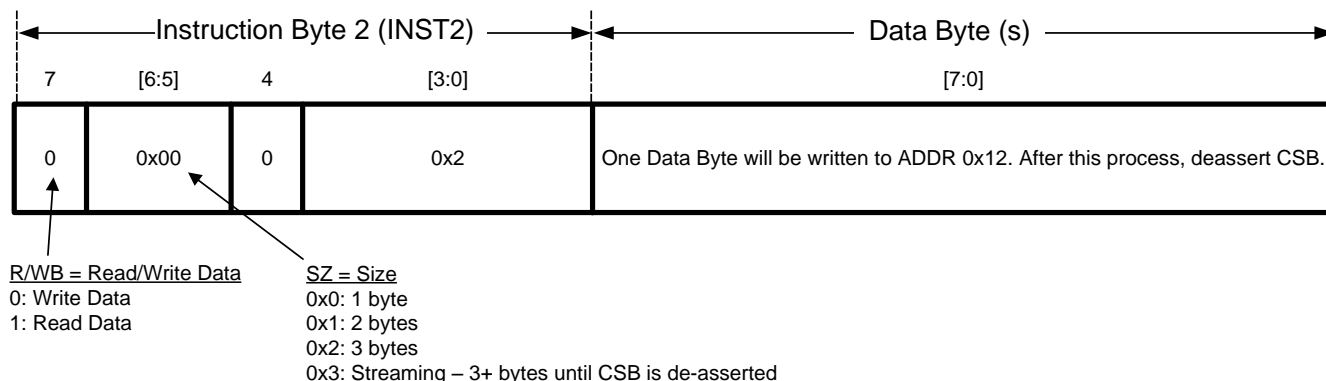 Instruction Byte 2 (INST2)
Data Byte (s)
7
[6:5]
4
[3:0]
[7:0]
0
0x00
0
0x2
One Data Byte will be written to ADDR 0x12. After this process, deassert CSB.
R/WB = Read/Write Data
0: Write Data
1: Read Data
SZ = Size
0x0: 1 byte
0x1: 2 bytes
0x2: 3 bytes
0x3: Streaming – 3+ bytes until CSB is de-asserted